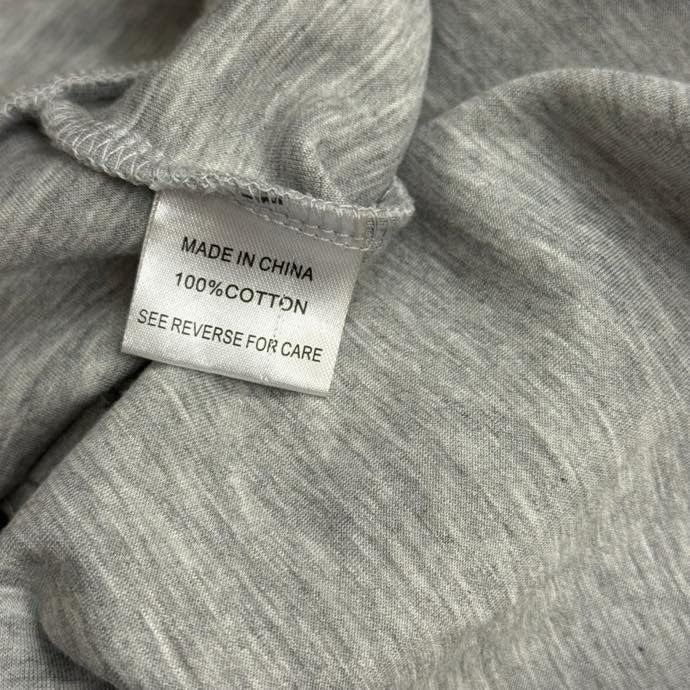 MADE IN CHINA
100%COTTON
SEE REVERSE FOR CARE